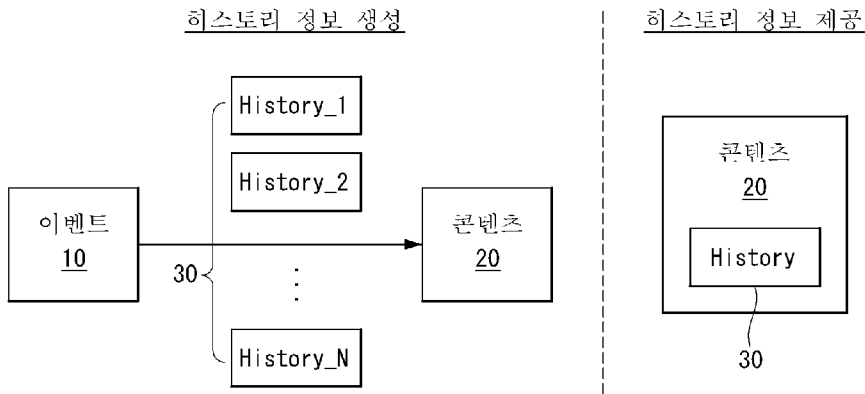 히스토리 정보 생성
History_1
History_2
이벤트
10
30
콘텐츠
20
History_N
히스토리 정보 제공
콘텐츠
20
History
30